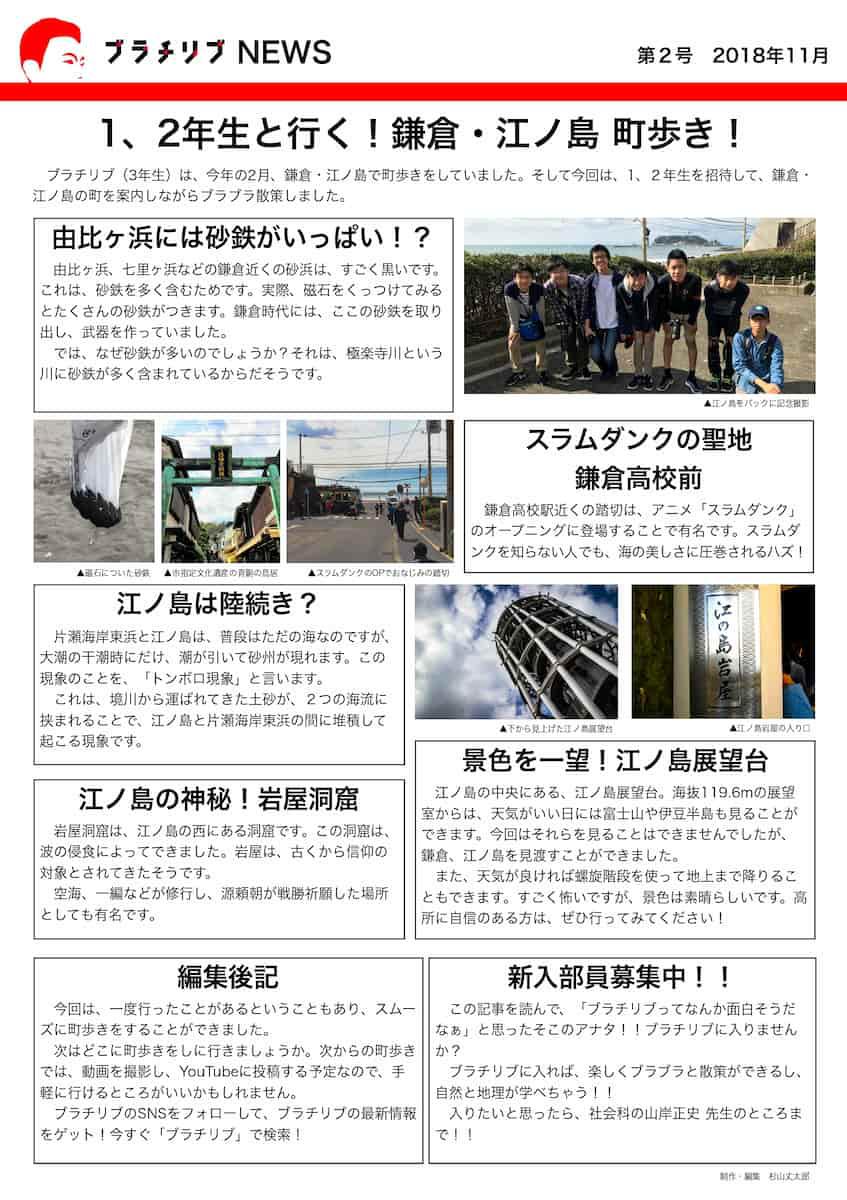 ブラチリブ NEWS
第２号　2018年11月
1、2年生と行く！鎌倉・江ノ島 町歩き！
ブラチリブ（3年生）は、今年の2月、鎌倉・江ノ島で町歩きをしていました。そして今回は、1、２年生を招待して、鎌倉・
江ノ島の町を案内しながらブラブラ散策しました。
由比ヶ浜には砂鉄がいっぱい！？
由比ヶ浜、七里ヶ浜などの鎌倉近くの砂浜は、すごく黒いです。
これは、砂鉄を多く含むためです。実際、磁石をくっつけてみる
とたくさんの砂鉄がつきます。鎌倉時代には、ここの砂鉄を取り
出し、武器を作っていました。
では、なぜ砂鉄が多いのでしょうか？それは、極楽寺川という
川に砂鉄が多く含まれているからだそうです。
▲江ノ島をバックに記念撮影
▲磁石についた砂鉄
▲市指定文化遺産の青銅の鳥居
▲スラムダンクのOPでおなじみの踏切
スラムダンクの聖地
鎌倉高校前
鎌倉高校駅近くの踏切は、アニメ「スラムダンク」
のオープニングに登場することで有名です。スラムダ
ンクを知らない人でも、海の美しさに圧巻されるハズ！
江ノ島は陸続き？
片瀬海岸東浜と江ノ島は、普段はただの海なのですが、
大潮の干潮時にだけ、潮が引いて砂州が現れます。この
現象のことを、「トンボロ現象」と言います。
これは、境川から運ばれてきた土砂が、２つの海流に
挟まれることで、江ノ島と片瀬海岸東浜の間に堆積して
起こる現象です。
江の島岩屋
▲下から見上げた江ノ島展望台
▲江ノ島岩屋の入り口
江ノ島の神秘！岩屋洞窟
岩屋洞窟は、江ノ島の西にある洞窟です。この洞窟は、
波の侵食によってできました。岩屋は、古くから信仰の
対象とされてきたそうです。
空海、一編などが修行し、源頼朝が戦勝祈願した場所
としても有名です。
景色を一望！江ノ島展望台
江ノ島の中央にある、江ノ島展望台。海抜119.6mの展望
室からは、天気がいい日には富士山や伊豆半島も見ることが
できます。今回はそれらを見ることはできませんでしたが、
鎌倉、江ノ島を見渡すことができました。
また、天気が良ければ螺旋階段を使って地上まで降りるこ
ともできます。すごく怖いですが、景色は素晴らしいです。高
所に自信のある方は、ぜひ行ってみてください！
編集後記
今回は、一度行ったことがあるということもあり、スムー
ズに町歩きをすることができました。
次はどこに町歩きをしに行きましょうか。次からの町歩き
では、動画を撮影し、YouTubeに投稿する予定なので、手
軽に行けるところがいいかもしれません。
ブラチリブのSNSをフォローして、ブラチリブの最新情報
をゲット！今すぐ「ブラチリブ」で検索！
新入部員募集中！！
この記事を読んで、「ブラチリブってなんか面白そうだ
なぁ」と思ったそこのアナタ！！ブラチリブに入りません
か？
ブラチリブに入れば、楽しくブラブラと散策ができるし、
自然と地理が学べちゃう！！
入りたいと思ったら、社会科の山岸正史 先生のところま
で！！
制作・編集　杉山丈太郎